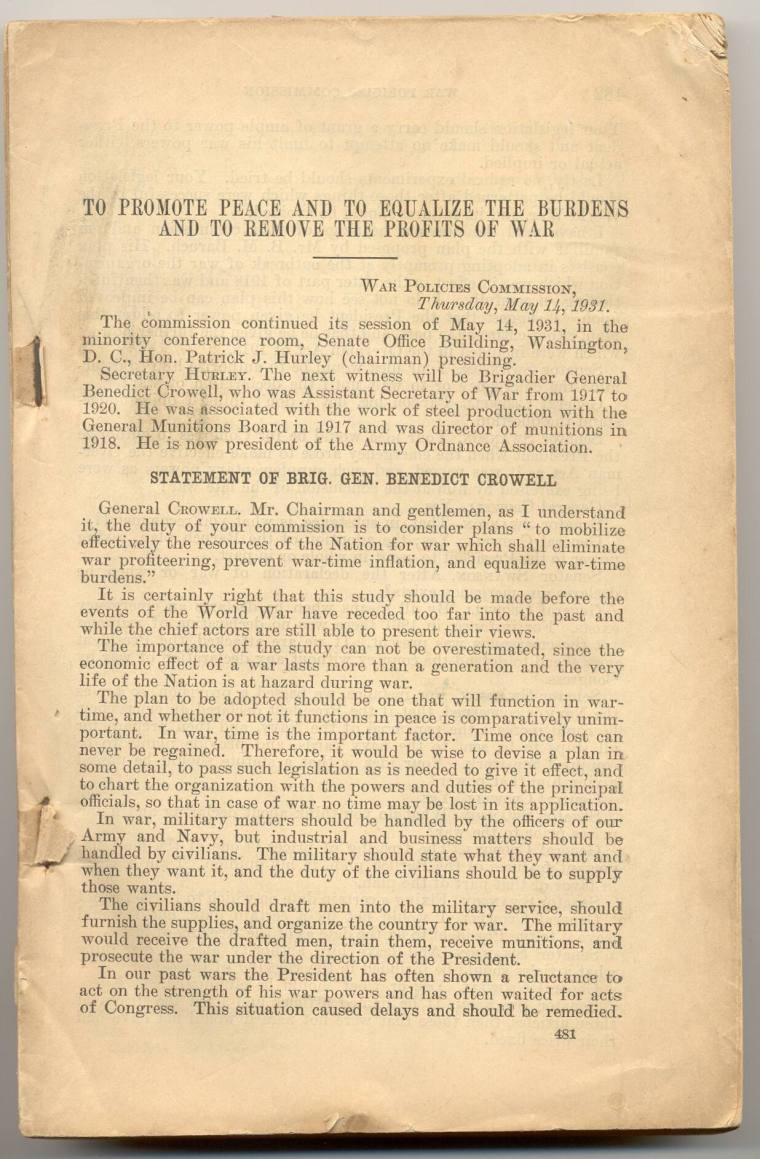 TO PROMOTE PEACE AND TO EQUALIZE THE BURDENS
AND TO REMOVE THE PROFITS OF WAR
War Policies Commission,
Thursday, May 14, 1931.
The commission continued its session of May 14, 1931, in the
minority conference room, Senate Office Building, Washington,
D. C., Hon. Patrick J. Hurley (chairman) presiding.
Secretary Hurley. The next witness will be Brigadier General
Benedict Crowell, who was Assistant Secretary of War from 1917 to
1920. He was associated with the work of steel production with the
General Munitions Board in 1917 and was director of munitions in
1918. He is now president of the Army Ordnance Association.
STATEMENT OF BRIG. GEN. BENEDICT CROWELL
General Crowell. Mr. Chairman and gentlemen, as I understand
it, the duty of your commission is to consider plans “ to mobilize
effectively the resources of the Nation for war which shall eliminate
war profiteering, prevent war-time inflation, and equalize war-time
burdens.”
It is certainly right that this study should be made before the
events of the World War have receded too far into the past and
while the chief actors are still able to present their views.
The importance of the study can not be overestimated, since the
economic effect of a war lasts more than a generation and the very
life of the Nation is at hazard during war.
The plan to be adopted should be one that will function in war-
time, and whether or not it functions in peace is comparatively unim-
portant. In war, time is the important factor. Time once lost can
never be regained. Therefore, it would be wise to devise a plan in
some detail, to pass such legislation as is needed to give it effect, and
to chart the organization with the powers and duties of the principal
officials, so that in case of war no time may be lost in its application.
In war, military matters should be handled by the officers of our
Army and Navy, but industrial and business matters should be
handled by civilians. The military should state what they want and
when they want it, and the duty of the civilians should be to supply
those wants.
The civilians should draft men into the military service, should
furnish the supplies, and organize the country for war. The military
would receive the drafted men, train them, receive munitions, and
prosecute the war under the direction of the President.
In our past wars the President has often shown a reluctance to
act on the strength of his war powers and has often waited for acts
of Congress. This situation caused delays and should be remedied.
481